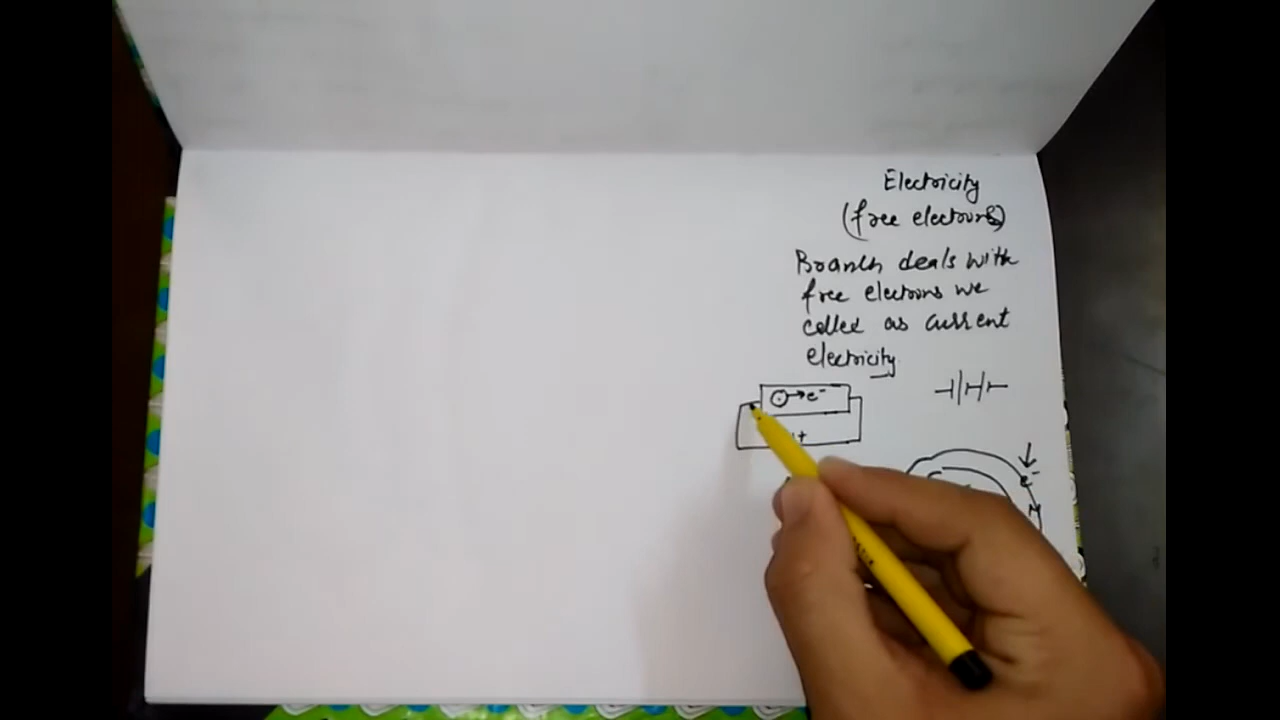 Electricity
(free electrons)
Branch deals with
free electrons we
called as current
electricity
e-
+
e-